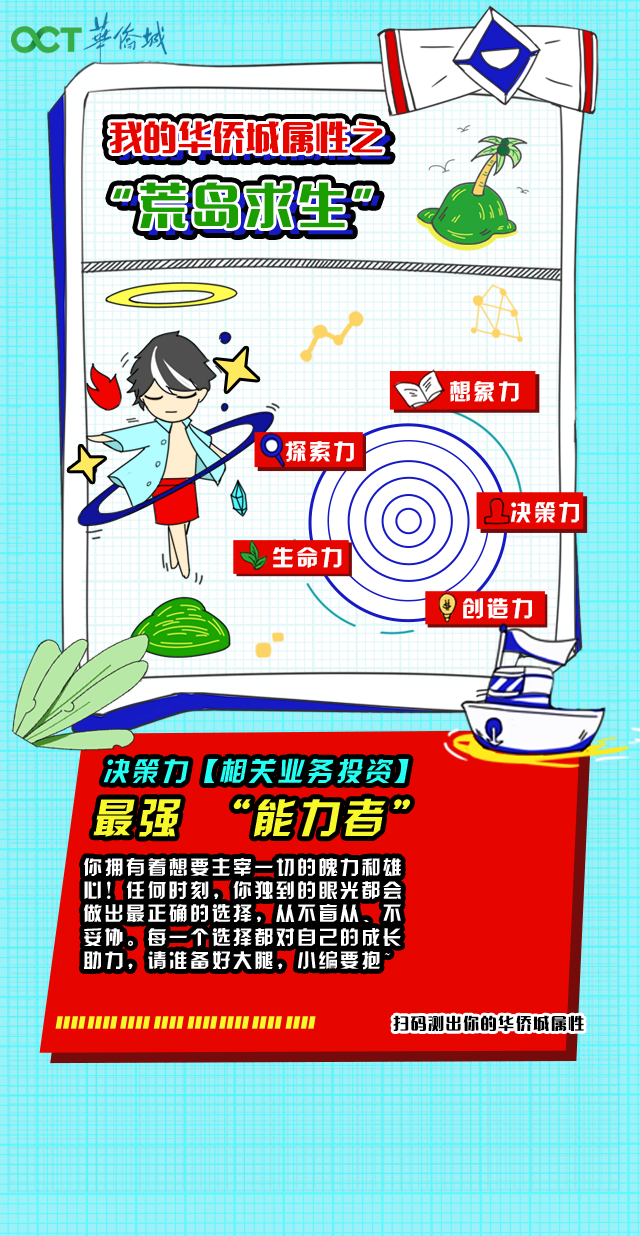 OCT 華僑城
我的华侨城属性之
“荒岛求生”
想象力
探索力
决策力
生命力
创造力
决策力【相关业务投资】
最强 “能力者”
你拥有着想要主宰一切的魄力和雄
心！任何时刻，你独到的眼光都会
做出最正确的选择，从不盲从、不
妥协。每一个选择都对自己的成长
助力，请准备好大腿，小编要抱~
扫码测出你的华侨城属性